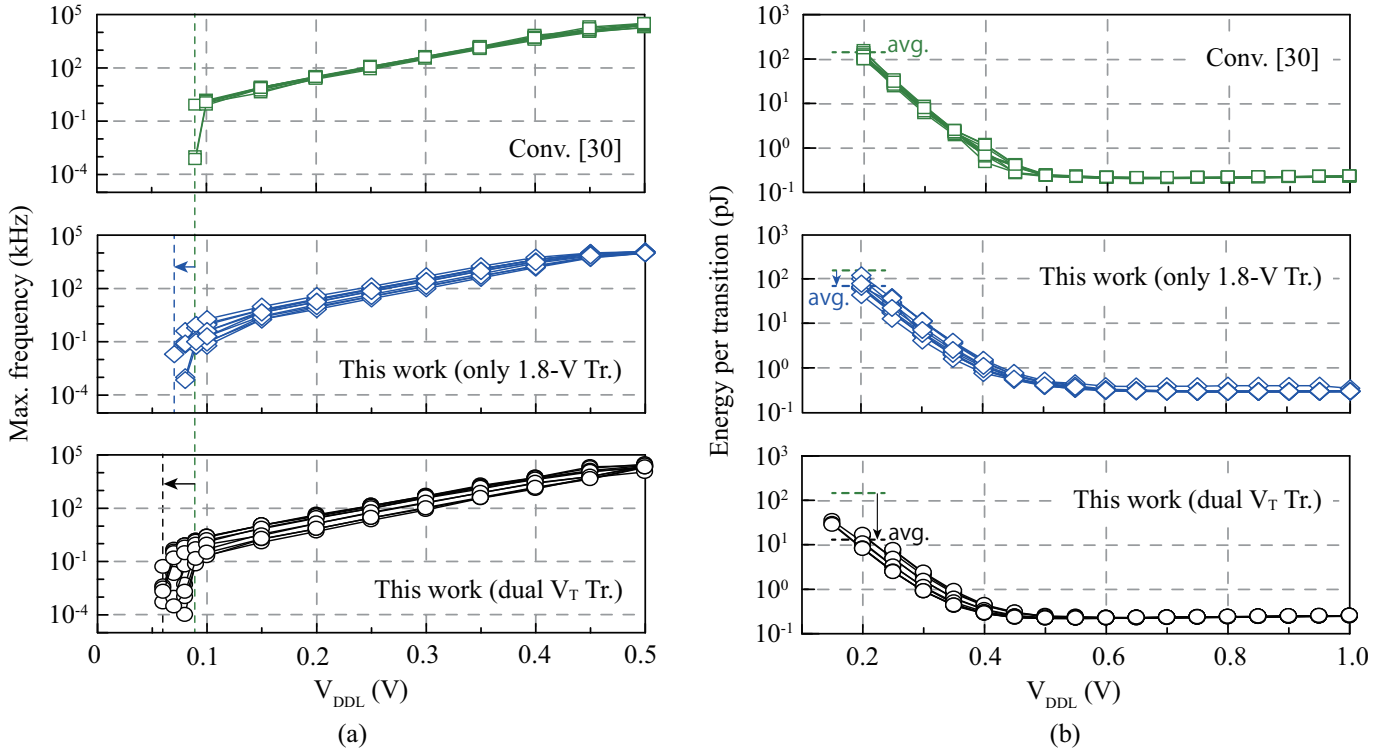 Max. frequency (kHz)
10^5
10^2
10^-1
10^-4
Conv. [30]
10^5
10^2
10^-1
10^-4
This work (only 1.8-V Tr.)
10^5
10^2
10^-1
10^-4
This work (dual V_T Tr.)
0 0.1 0.2 0.3 0.4 0.5
V_DDL (V)
(a)
Energy per transition (pJ)
10^3
10^2
10^1
10^0
10^-1
avg.
Conv. [30]
10^3
10^2
10^1
10^0
10^-1
avg.
This work (only 1.8-V Tr.)
10^3
10^2
10^1
10^0
10^-1
avg.
This work (dual V_T Tr.)
0.2 0.4 0.6 0.8 1.0
V_DDL (V)
(b)